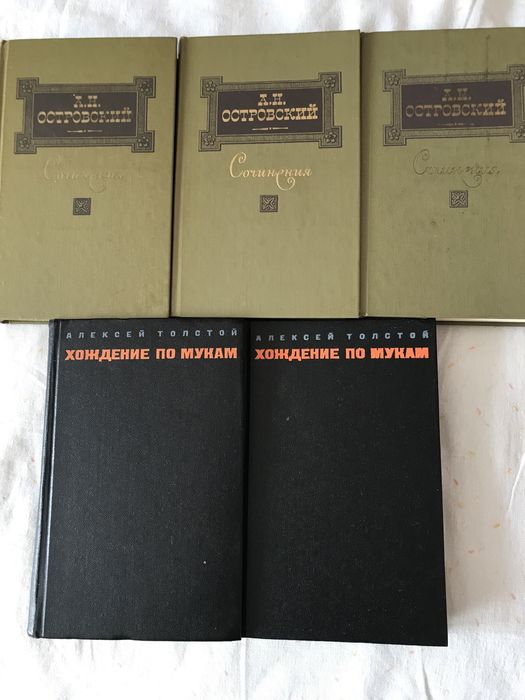 А.Н.
ОСТРОВСКИЙ
Сочинения
А.Н.
ОСТРОВСКИЙ
Сочинения
А.Н.
ОСТРОВСКИЙ
Сочинения
АЛЕКСЕЙ ТОЛСТОЙ
ХОЖДЕНИЕ ПО МУКАМ
АЛЕКСЕЙ ТОЛСТОЙ
ХОЖДЕНИЕ ПО МУКАМ